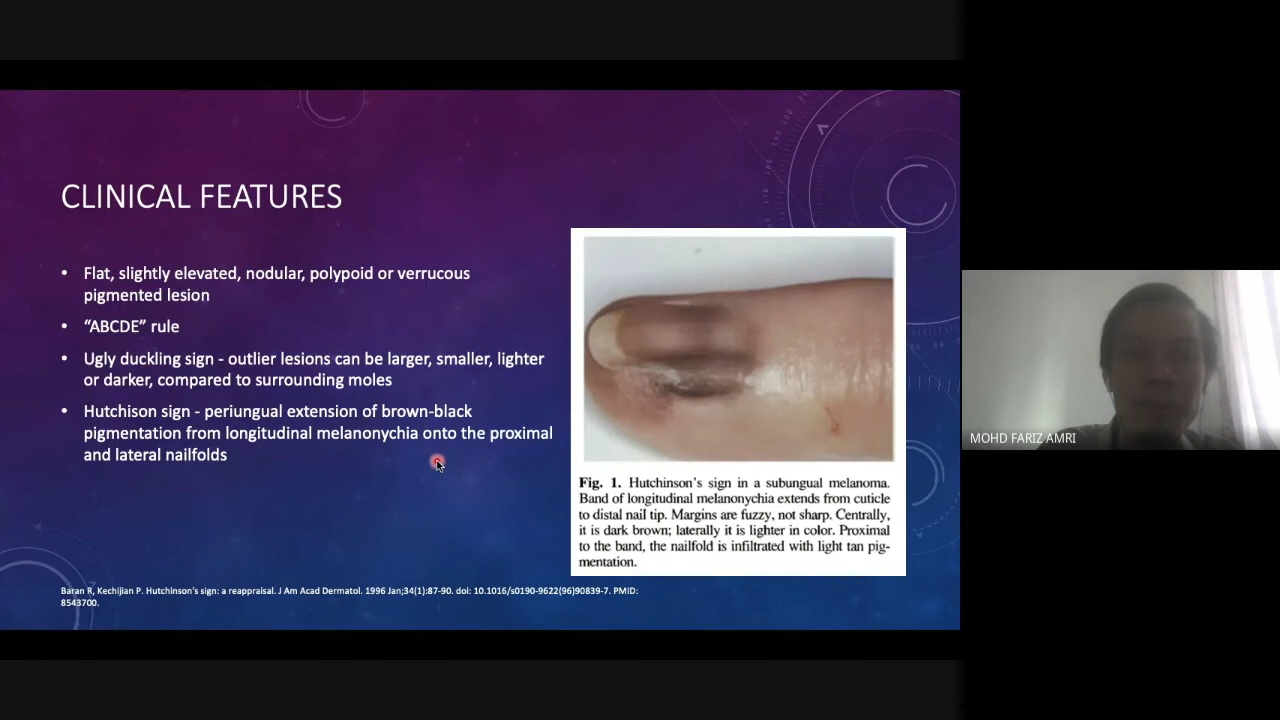 CLINICAL FEATURES
• Flat, slightly elevated, nodular, polypoid or verrucous
pigmented lesion
• “ABCDE” rule
• Ugly duckling sign - outlier lesions can be larger, smaller, lighter
or darker, compared to surrounding moles
• Hutchison sign - periungual extension of brown-black
pigmentation from longitudinal melanonychia onto the proximal
and lateral nailfolds
Fig. 1. Hutchinson's sign in a subungual melanoma.
Band of longitudinal melanonychia extends from cuticle
to distal nail tip. Margins are fuzzy, not sharp. Centrally,
it is dark brown; laterally it is lighter in color. Proximal
to the band, the nailfold is infiltrated with light tan pig-
mentation.
Baran R, Kechijian P. Hutchinson's sign: a reappraisal. J Am Acad Dermatol. 1996 Jan;34(1):87-90. doi: 10.1016/s0190-9622(96)90839-7. PMID:
8543700.
MOHD FARIZ AMRI